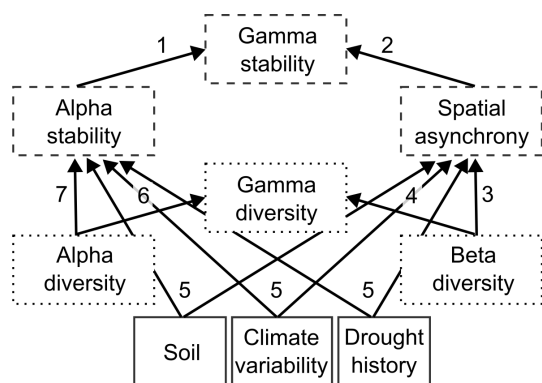 1
Gamma
stability
2
Alpha
stability
Spatial
asynchrony
7
6
Gamma
diversity
4
3
Alpha
diversity
Beta
diversity
5
5
5
Soil
Climate
variability
Drought
history